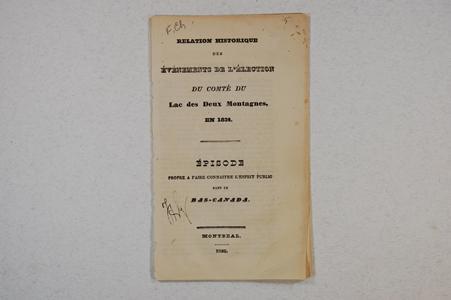 F. Ch
RELATION HISTORIQUE
DES
ÉVÉNEMENTS DE L'ÉLECTION
DU COMTÉ DU
Lac des Deux Montagnes,
EN 1834.
ÉPISODE
PROPRE A FAIRE CONNAITRE L'ESPRIT PUBLIC
DANS LE
BAS-CANADA.
MONTREAL.
1835.